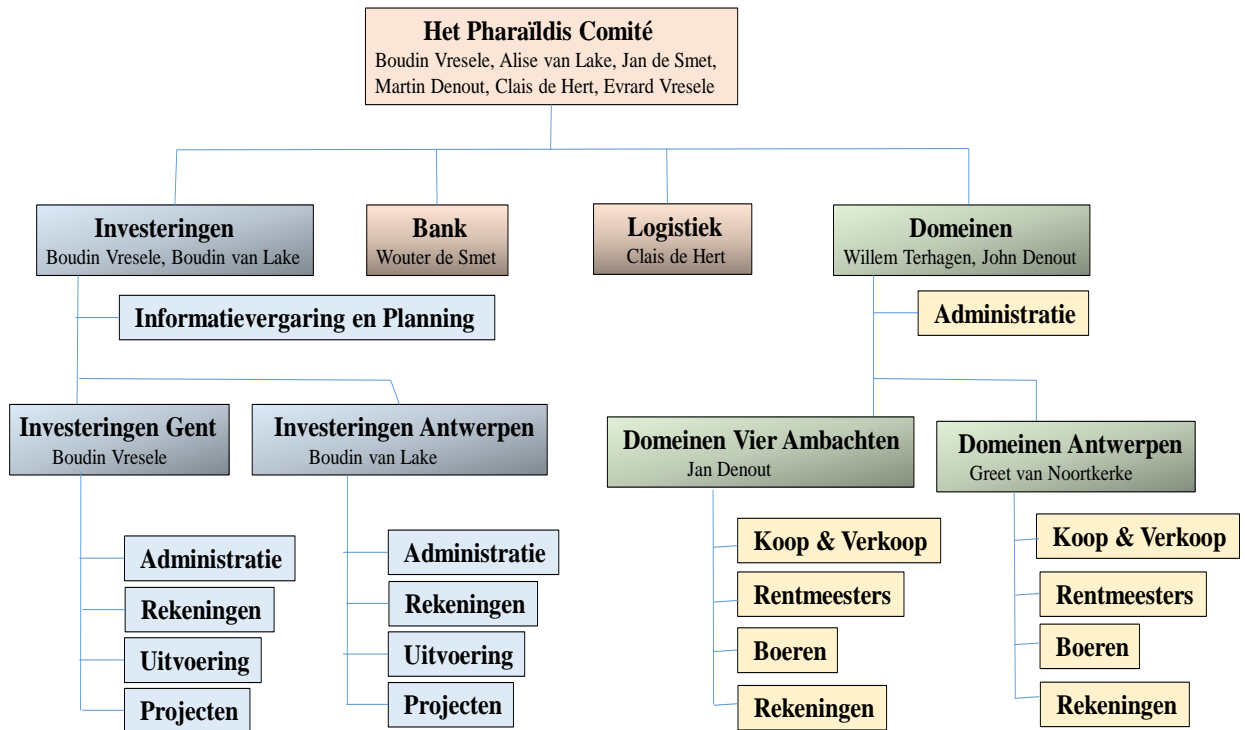 Het Pharaïldis Comité
Boudin Vresele, Alise van Lake, Jan de Smet,
Martin Denout, Clais de Hert, Evrard Vresele
Investeringen
Boudin Vresele, Boudin van Lake
Bank
Wouter de Smet
Logistiek
Clais de Hert
Domeinen
Willem Terhagen, John Denout
Informatievergaring en Planning
Administratie
Investeringen Gent
Boudin Vresele
Investeringen Antwerpen
Boudin van Lake
Domeinen Vier Ambachten
Jan Denout
Domeinen Antwerpen
Greet van Noortkerke
Administratie
Rekeningen
Uitvoering
Projecten
Administratie
Rekeningen
Uitvoering
Projecten
Koop & Verkoop
Rentmeesters
Boeren
Rekeningen
Koop & Verkoop
Rentmeesters
Boeren
Rekeningen